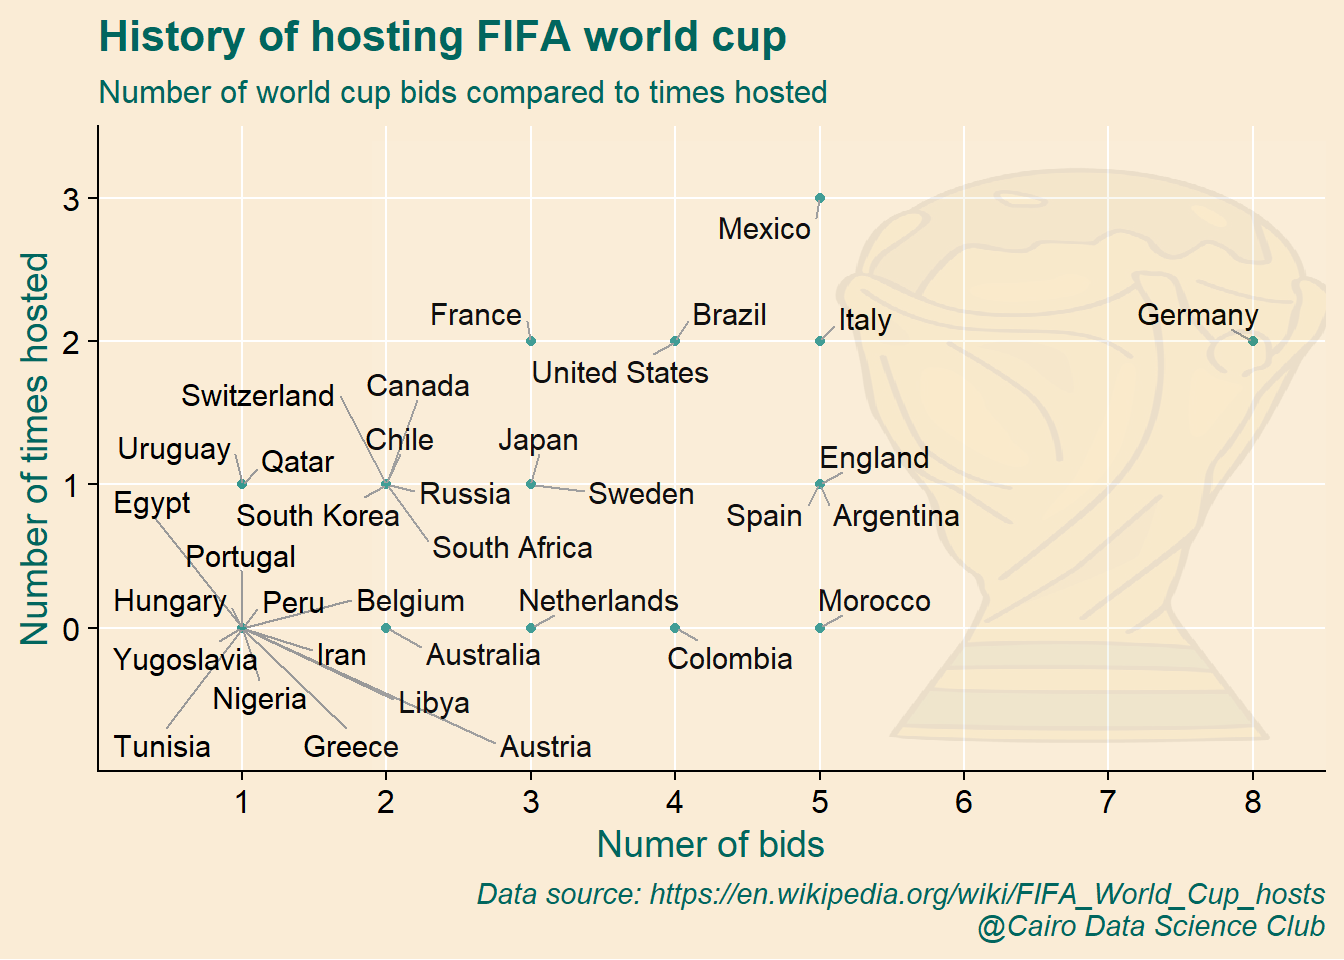 History of hosting FIFA world cup
Number of world cup bids compared to times hosted
Number of times hosted
3
2
1
0
Mexico
France
Brazil
Italy
Germany
United States
Switzerland
Canada
Chile
Japan
Uruguay
Qatar
England
Egypt
Russia
Sweden
South Korea
Spain
Argentina
South Africa
Portugal
Hungary
Peru
Belgium
Netherlands
Morocco
Yugoslavia
Iran
Australia
Colombia
Nigeria
Libya
Tunisia
Greece
Austria
1 2 3 4 5 6 7 8
Numer of bids
Data source: https://en.wikipedia.org/wiki/FIFA_World_Cup_hosts
@Cairo Data Science Club